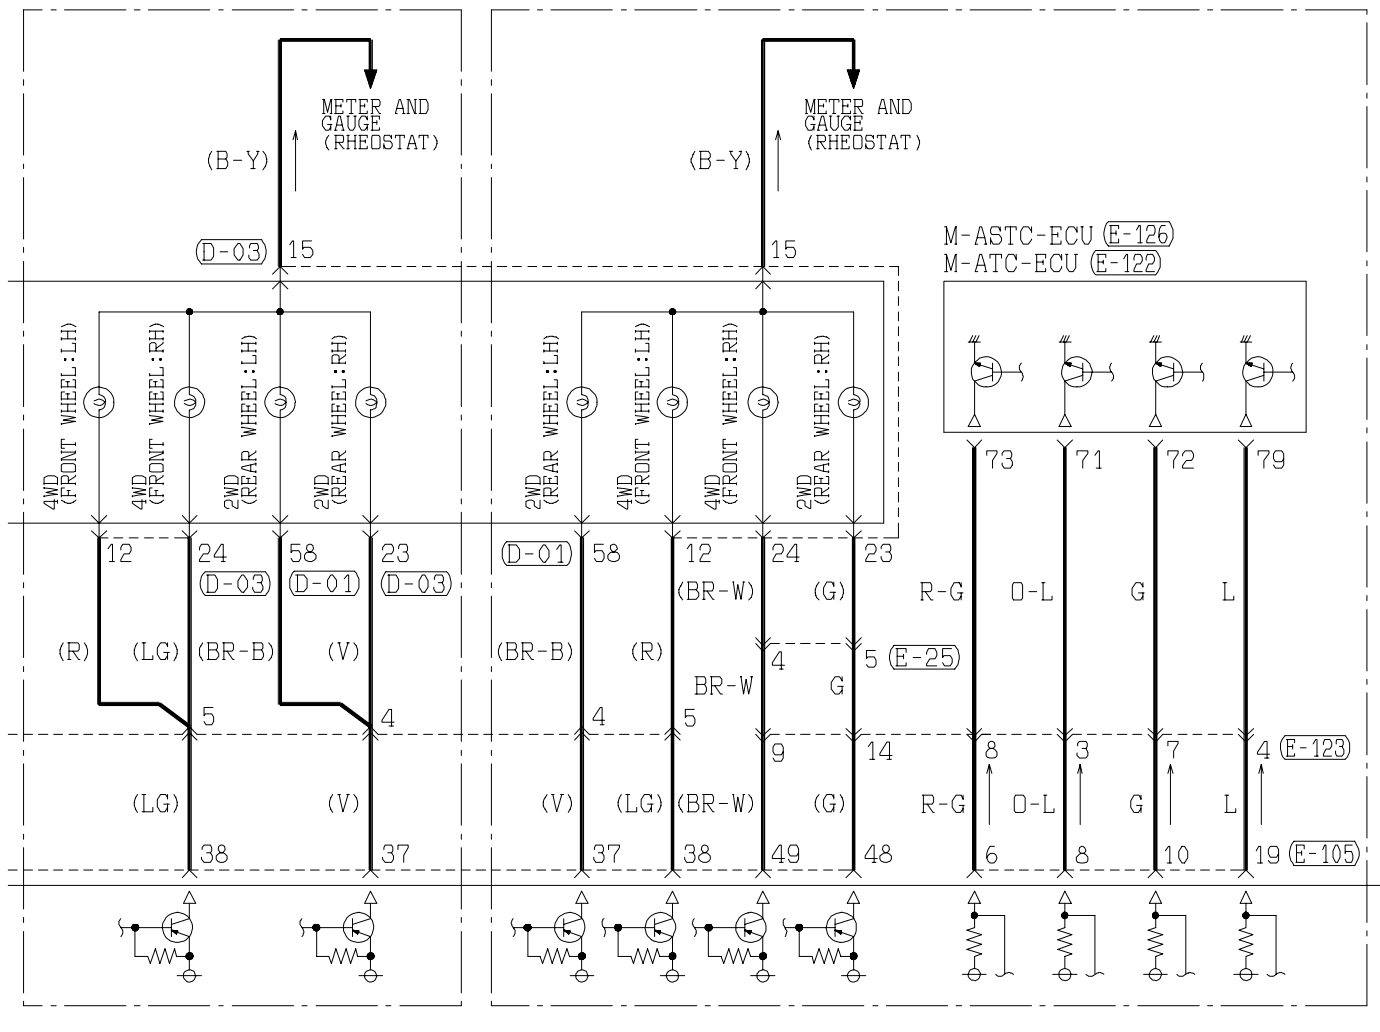 METER AND
GAUGE
(RHEOSTAT)
METER AND
GAUGE
(RHEOSTAT)
(B-Y)
(B-Y)
(D-03) 15
15
M-ASTC-ECU (E-126)
M-ATC-ECU (E-122)
4WD
(FRONT WHEEL:LH)
4WD
(FRONT WHEEL:RH)
2WD
(REAR WHEEL:LH)
2WD
(REAR WHEEL:RH)
2WD
(REAR WHEEL:LH)
4WD
(FRONT WHEEL:LH)
4WD
(FRONT WHEEL:RH)
2WD
(REAR WHEEL:RH)
73 71 72 79
12 24 58 23 (D-01) 58 12 24 23
(D-03) (D-01) (D-03)
(BR-W) (G) R-G O-L G L
(R) (LG) (BR-B) (V) (BR-B) (R)
4 5 (E-25)
BR-W G
5 4 4 5
9 14 8 3 7 4 (E-123)
(LG) (V) (V) (LG) (BR-W) (G) R-G O-L G L
38 37 37 38 49 48 6 8 10 19 (E-105)